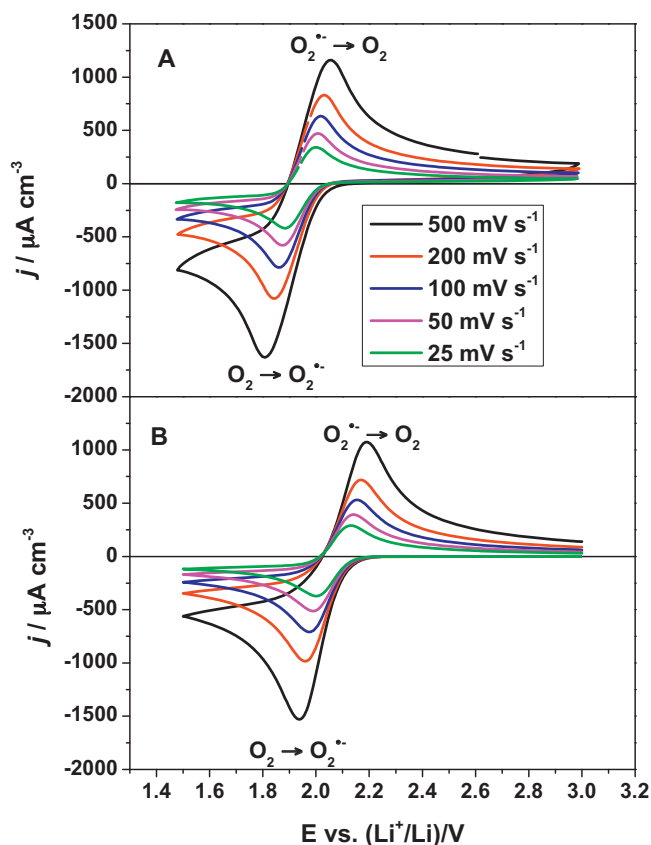 1500
A
O₂•⁻ → O₂
1000
500
0
-500
-1000
-1500
-2000
j / µA cm⁻³
500 mV s⁻¹
200 mV s⁻¹
100 mV s⁻¹
50 mV s⁻¹
25 mV s⁻¹
O₂ → O₂•⁻
B
O₂•⁻ → O₂
1000
500
0
-500
-1000
-1500
-2000
j / µA cm⁻³
O₂ → O₂•⁻
1.4 1.6 1.8 2.0 2.2 2.4 2.6 2.8 3.0 3.2
E vs. (Li⁺/Li)/V